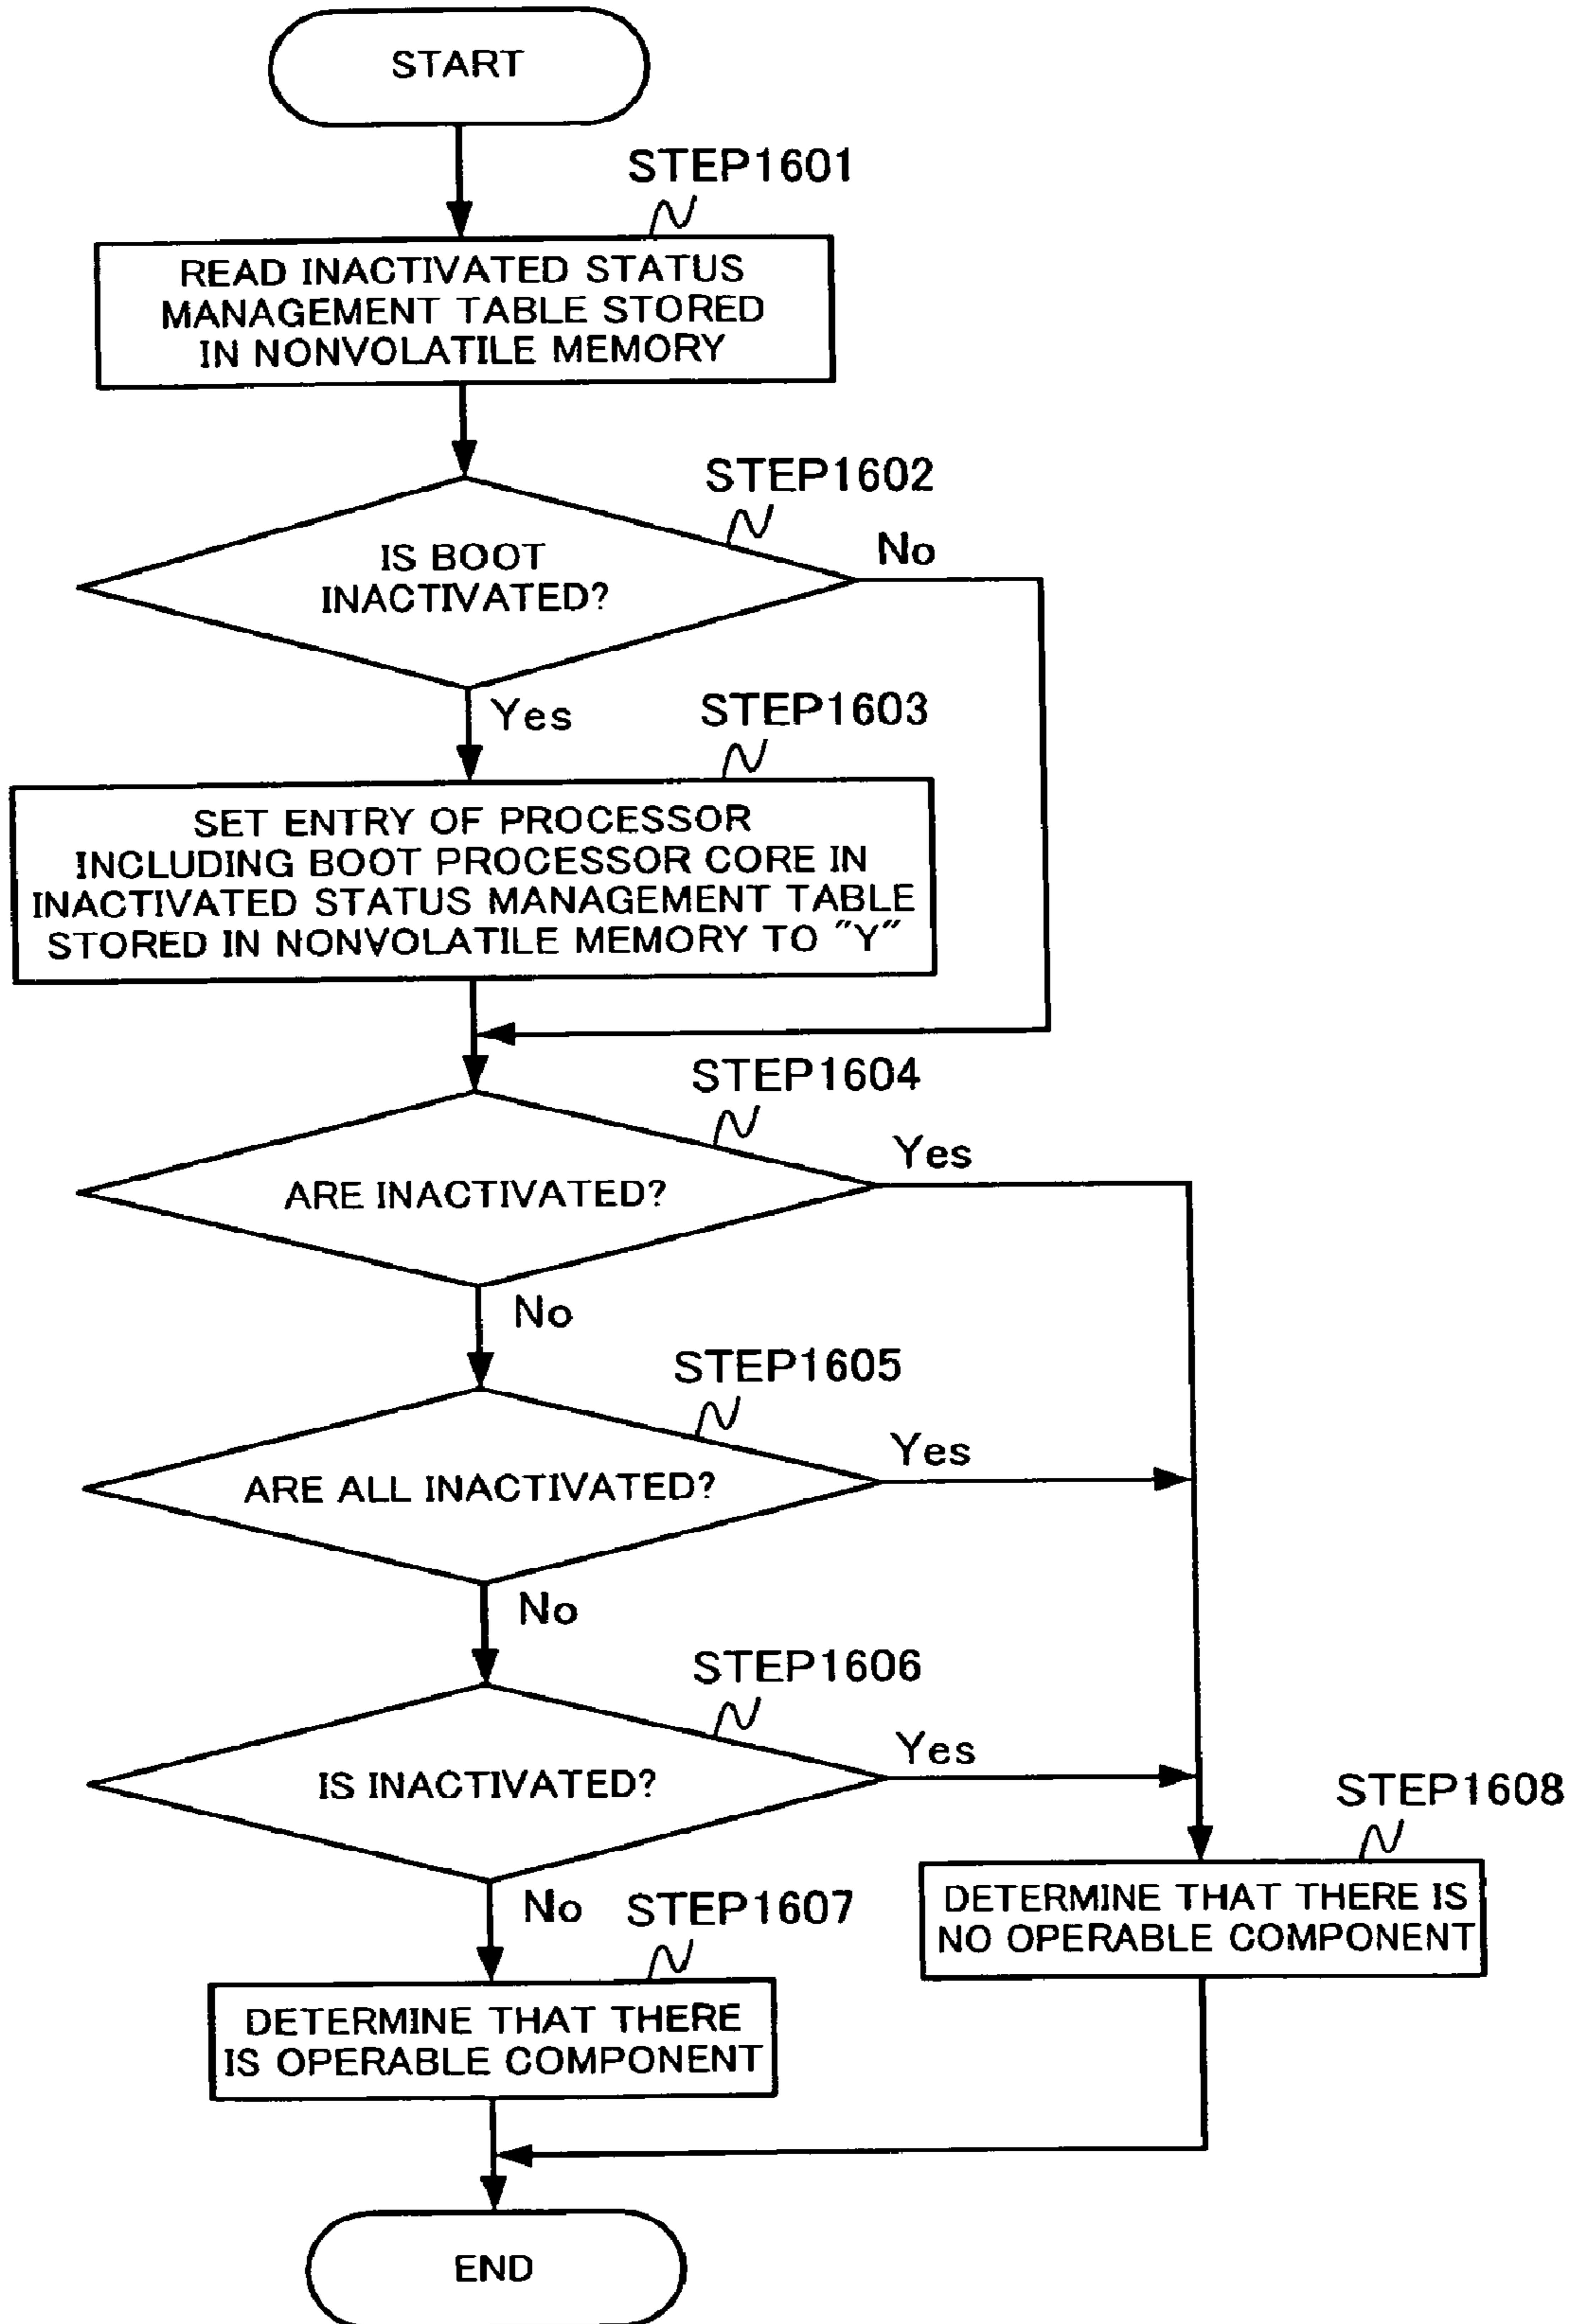 START
STEP1601
READ INACTIVATED STATUS
MANAGEMENT TABLE STORED
IN NONVOLATILE MEMORY
STEP1602
IS BOOT
INACTIVATED?
No
Yes
STEP1603
SET ENTRY OF PROCESSOR
INCLUDING BOOT PROCESSOR CORE IN
INACTIVATED STATUS MANAGEMENT TABLE
STORED IN NONVOLATILE MEMORY TO "Y"
STEP1604
ARE INACTIVATED?
Yes
No
STEP1605
ARE ALL INACTIVATED?
Yes
No
STEP1606
IS INACTIVATED?
Yes
No
STEP1607
DETERMINE THAT THERE
IS OPERABLE COMPONENT
STEP1608
DETERMINE THAT THERE IS
NO OPERABLE COMPONENT
END